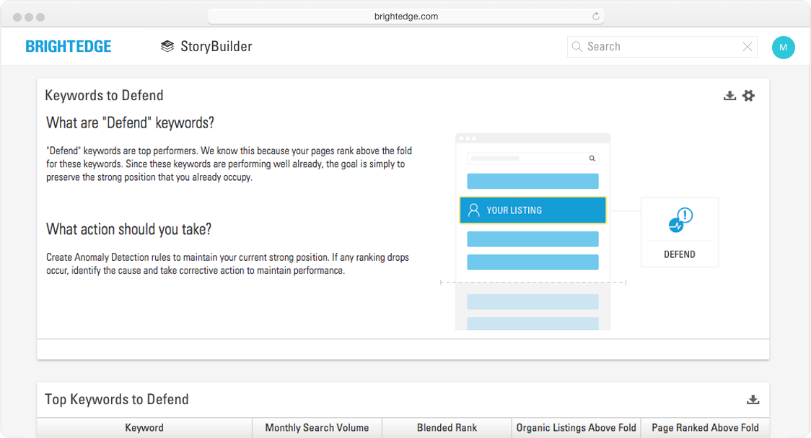 brightedge.com
BRIGHTEDGE
StoryBuilder
Search
M
Keywords to Defend
What are "Defend" keywords?
"Defend" keywords are top performers. We know this because your pages rank above the fold
for these keywords. Since these keywords are performing well already, the goal is simply to
preserve the strong position that you already occupy.
What action should you take?
Create Anomaly Detection rules to maintain your current strong position. If any ranking drops
occur, identify the cause and take corrective action to maintain performance.
YOUR LISTING
DEFEND
Top Keywords to Defend
Keyword
Monthly Search Volume
Blended Rank
Organic Listings Above Fold
Page Ranked Above Fold